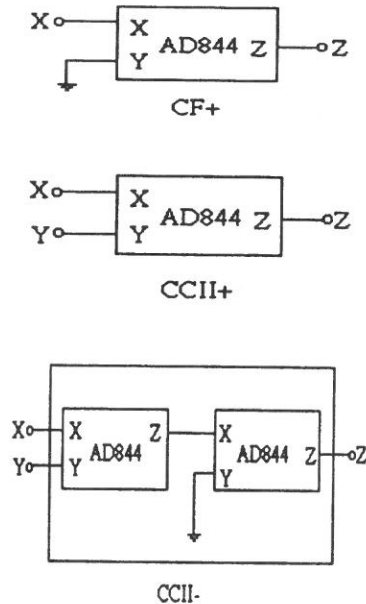 X X AD844 Z Z
Y
CF+
X X AD844 Z Z
Y Y
CCII+
X X Z X
AD844 AD844 Z Z
Y Y Y
CCII-